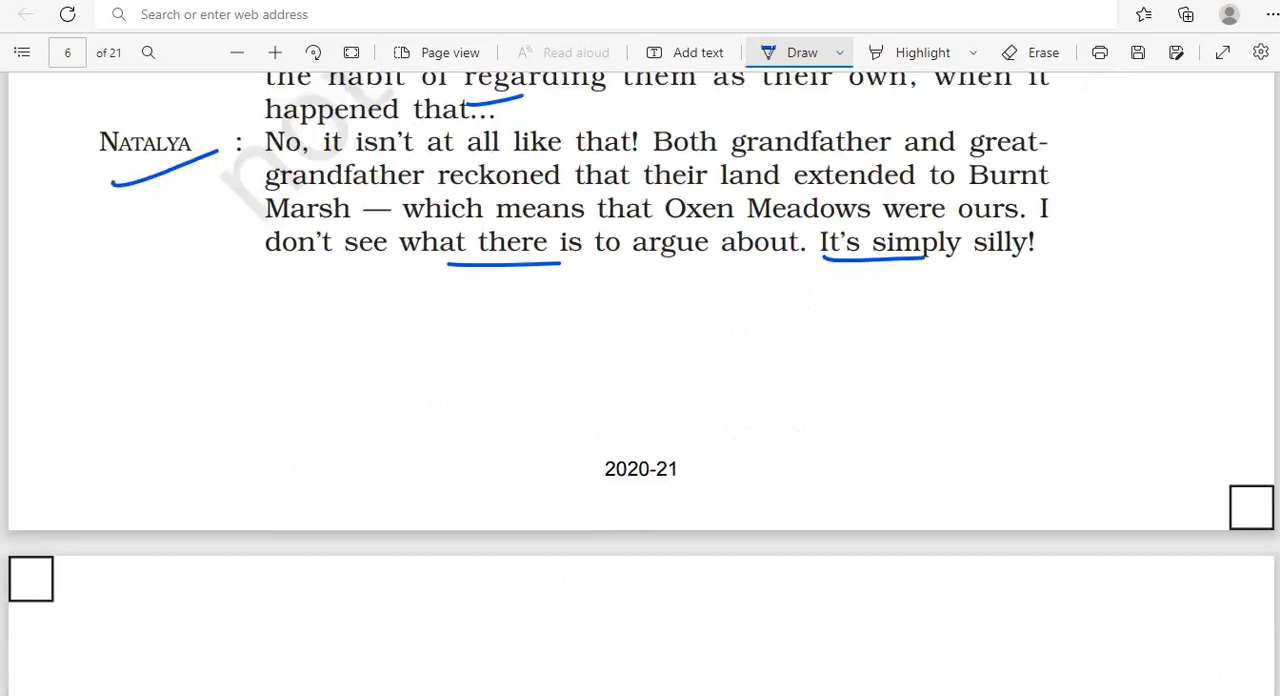 Search or enter web address
6 of 21 Page view Read aloud Add text Draw Highlight Erase
the habit of regarding them as their own, when it
happened that...
NATALYA : No, it isn't at all like that! Both grandfather and great-
grandfather reckoned that their land extended to Burnt
Marsh — which means that Oxen Meadows were ours. I
don't see what there is to argue about. It's simply silly!
not
2020-21